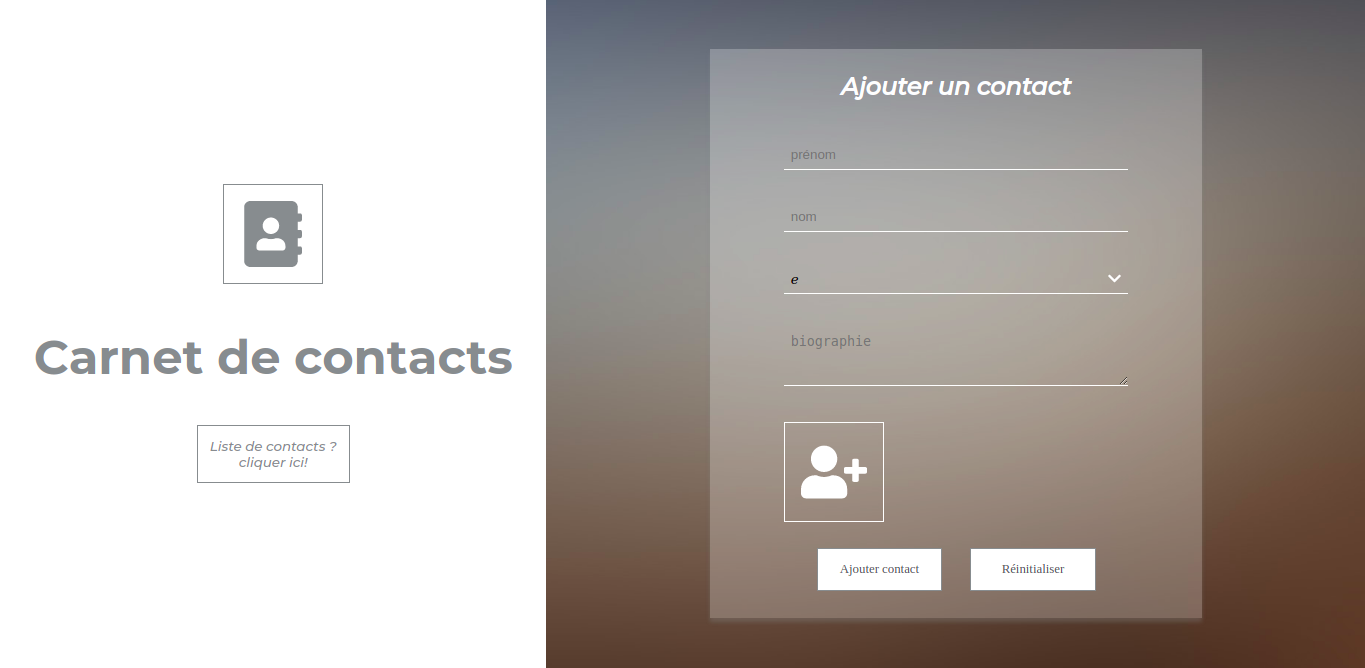 Carnet de contacts
Liste de contacts ?
cliquer ici!
Ajouter un contact
prénom
nom
e
biographie
Ajouter contact
Réinitialiser